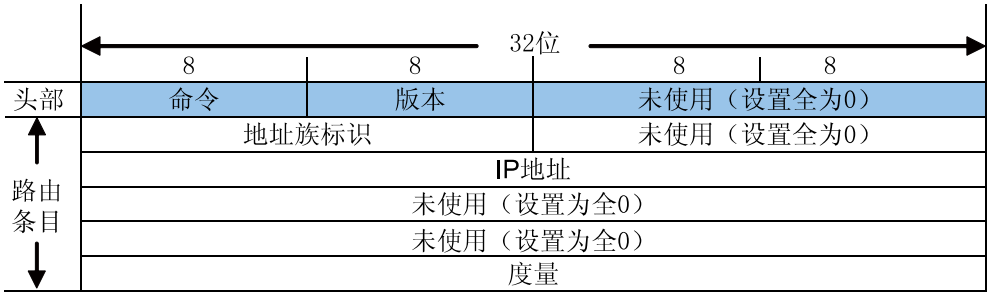 32位
8 8 8 8
头部 命令 版本 未使用（设置全为0）
地址族标识 未使用（设置全为0）
IP地址
路由条目
未使用（设置为全0）
未使用（设置为全0）
度量